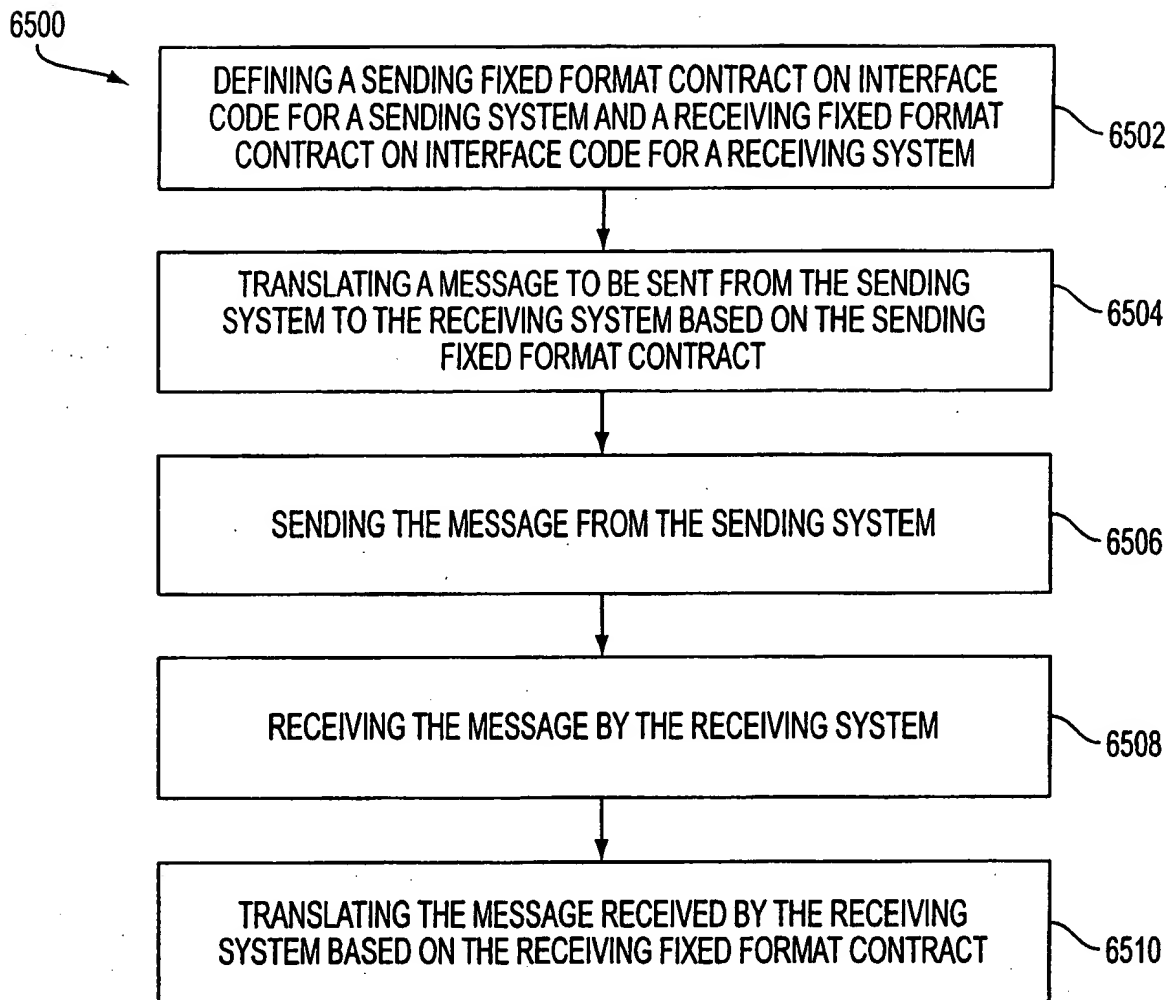 6500
DEFINING A SENDING FIXED FORMAT CONTRACT ON INTERFACE
CODE FOR A SENDING SYSTEM AND A RECEIVING FIXED FORMAT
CONTRACT ON INTERFACE CODE FOR A RECEIVING SYSTEM
6502
TRANSLATING A MESSAGE TO BE SENT FROM THE SENDING
SYSTEM TO THE RECEIVING SYSTEM BASED ON THE SENDING
FIXED FORMAT CONTRACT
6504
SENDING THE MESSAGE FROM THE SENDING SYSTEM
6506
RECEIVING THE MESSAGE BY THE RECEIVING SYSTEM
6508
TRANSLATING THE MESSAGE RECEIVED BY THE RECEIVING
SYSTEM BASED ON THE RECEIVING FIXED FORMAT CONTRACT
6510